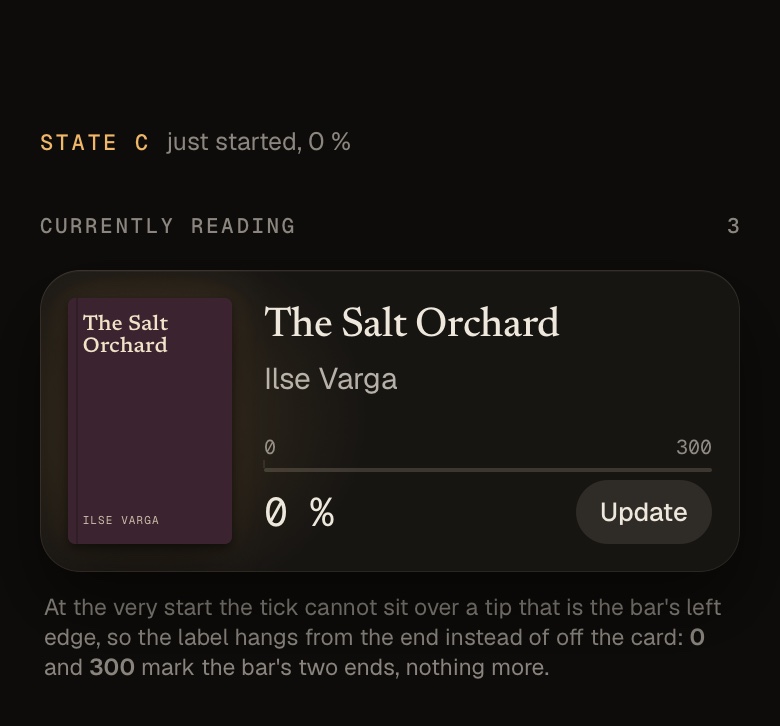 STATE C just started, 0 %
CURRENTLY READING 3
The Salt
Orchard
ILSE VARGA
The Salt Orchard
Ilse Varga
0 300
0 % Update
At the very start the tick cannot sit over a tip that is the bar's left
edge, so the label hangs from the end instead of off the card: 0
and 300 mark the bar's two ends, nothing more.